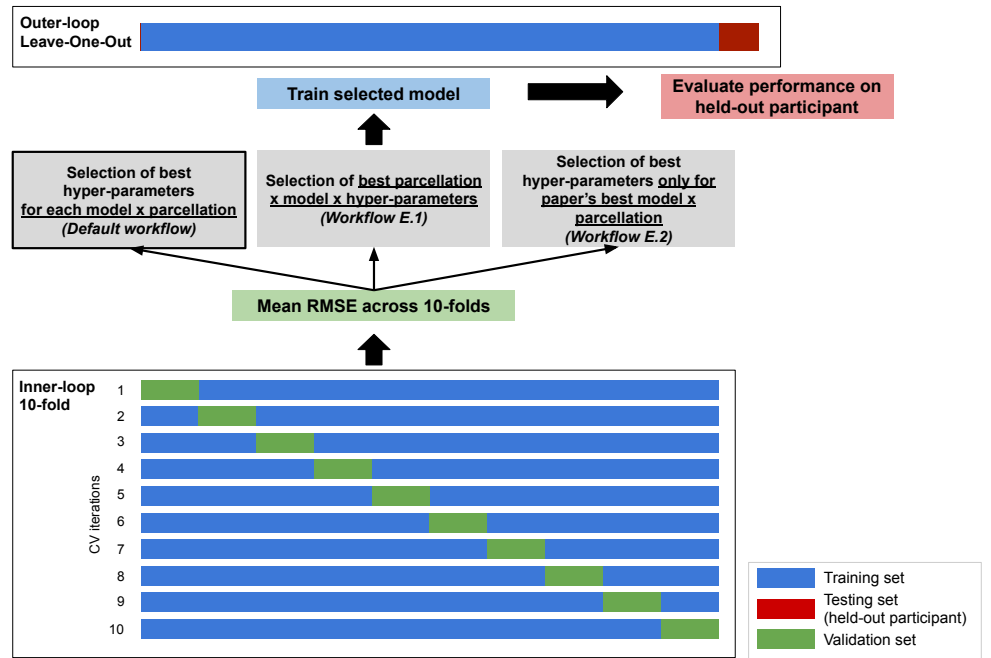 Outer-loop
Leave-One-Out
Train selected model
Evaluate performance on
held-out participant
Selection of best
hyper-parameters
for each model x parcellation
(Default workflow)
Selection of best parcellation
x model x hyper-parameters
(Workflow E.1)
Selection of best
hyper-parameters only for
paper's best model x
parcellation
(Workflow E.2)
Mean RMSE across 10-folds
Inner-loop
10-fold
CV iterations
1
2
3
4
5
6
7
8
9
10
Training set
Testing set
(held-out participant)
Validation set